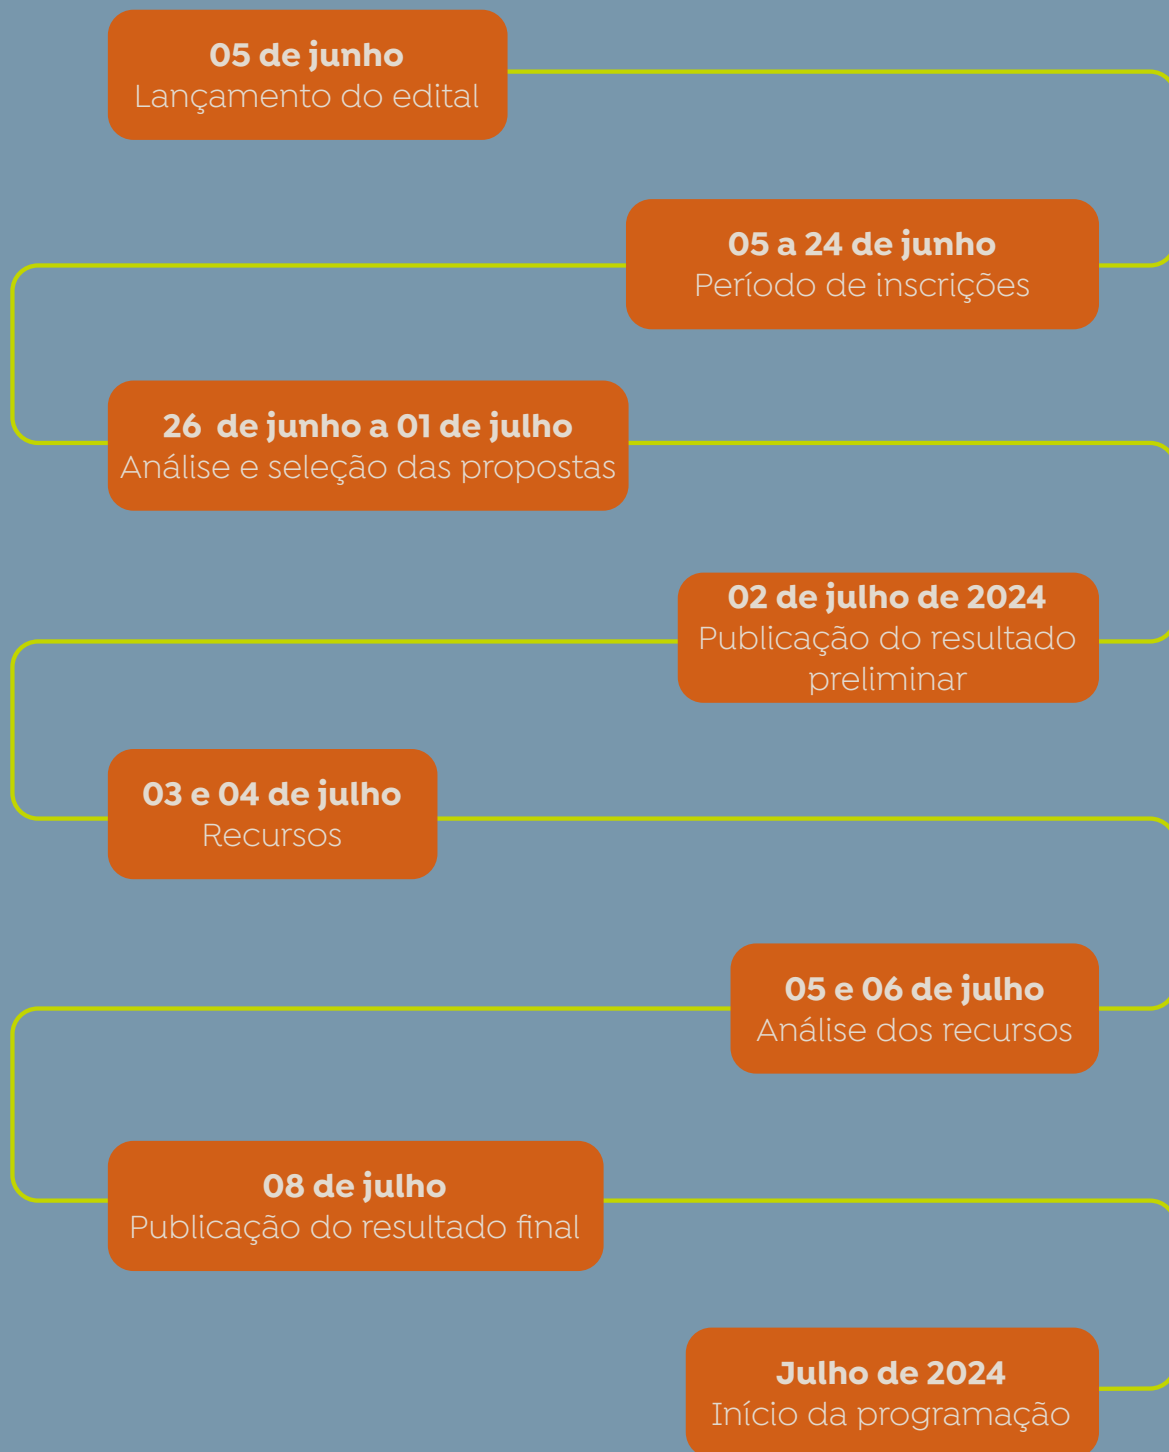 05 de junho
Lançamento do edital
05 a 24 de junho
Período de inscrições
26 de junho a 01 de julho
Análise e seleção das propostas
02 de julho de 2024
Publicação do resultado
preliminar
03 e 04 de julho
Recursos
05 e 06 de julho
Análise dos recursos
08 de julho
Publicação do resultado final
Julho de 2024
Início da programação